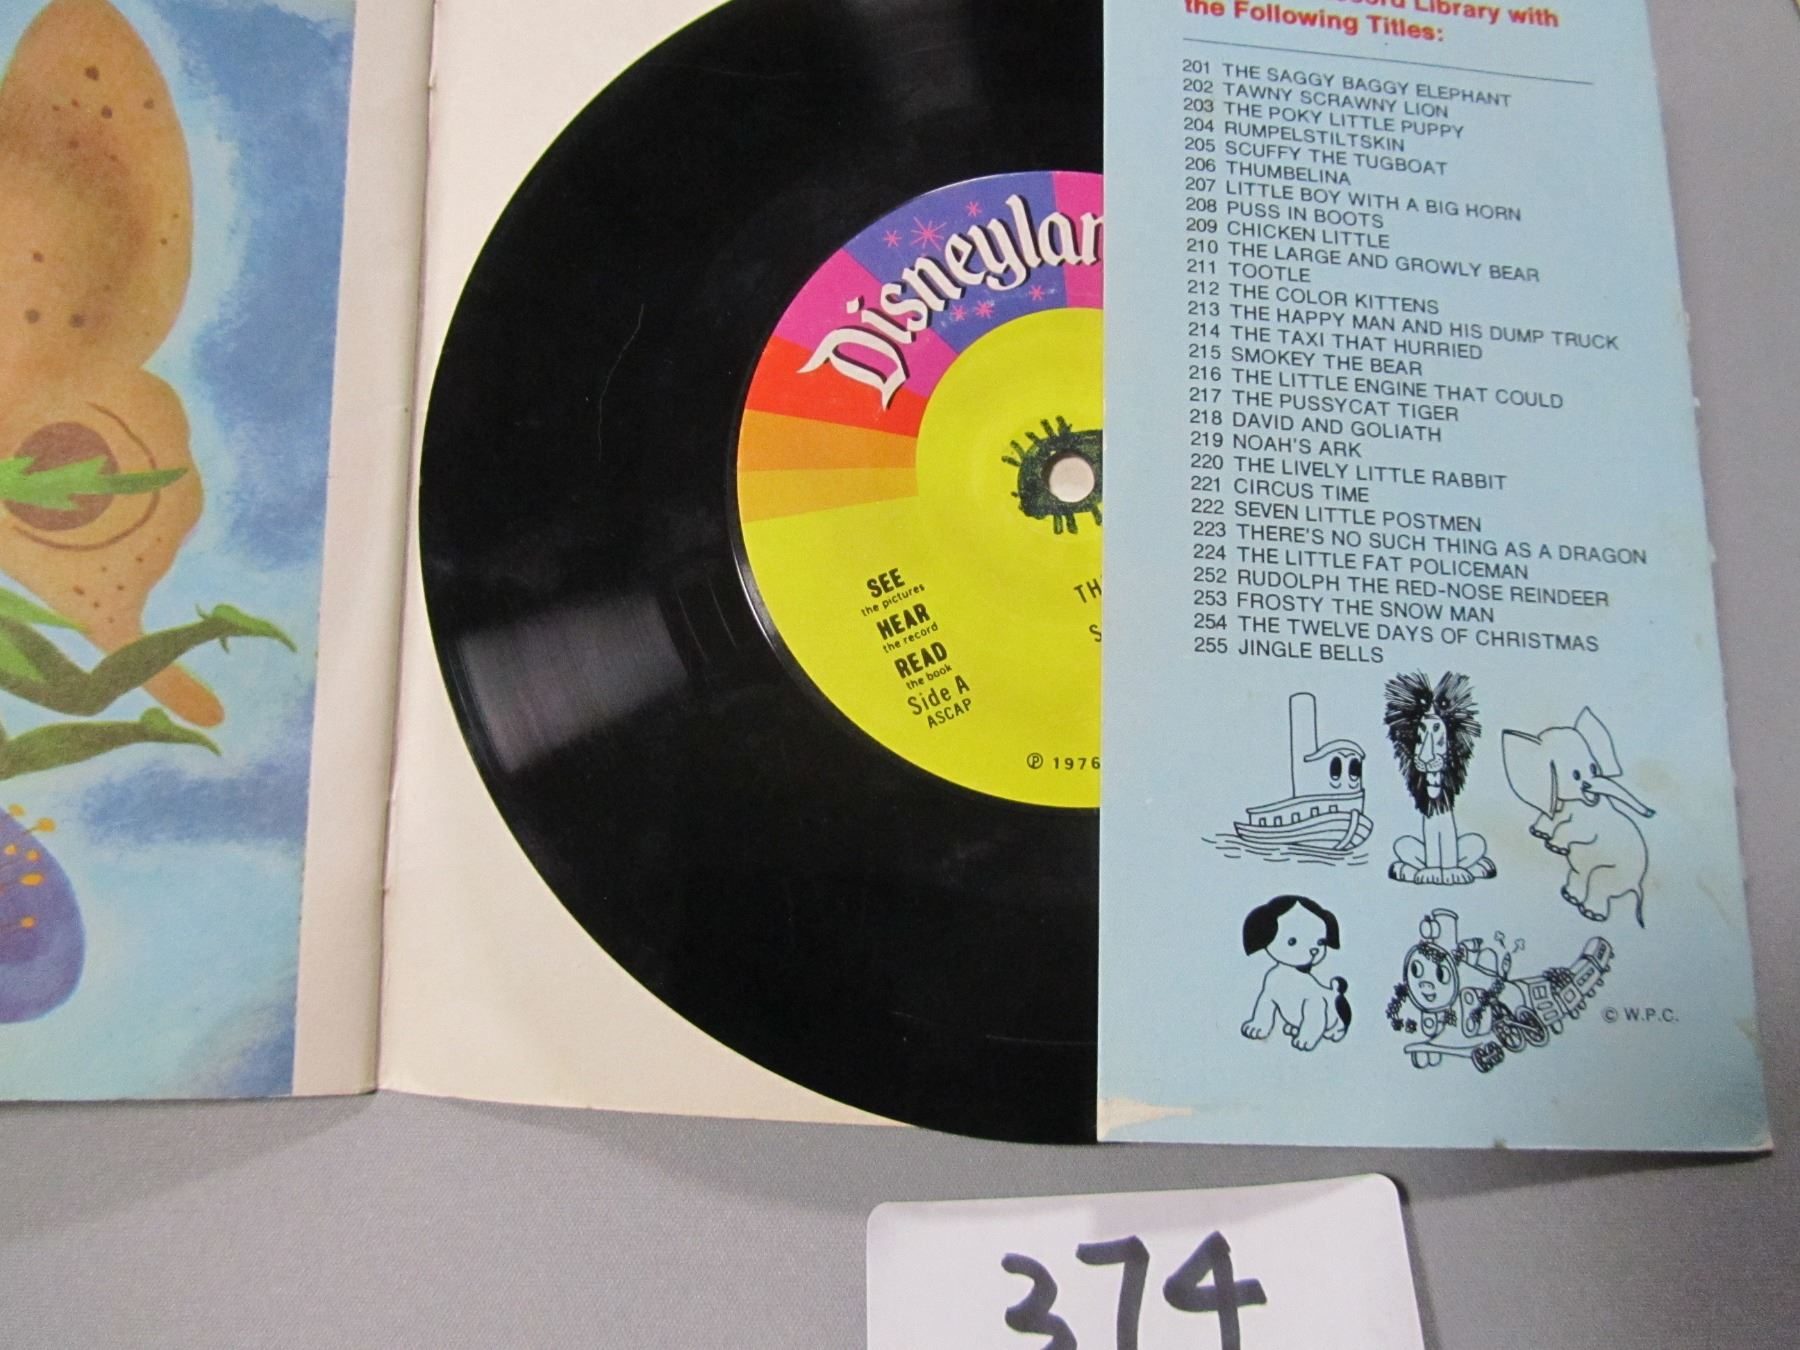 Library with
the Following Titles:
201 THE SAGGY BAGGY ELEPHANT
202 TAWNY SCRAWNY LION
203 THE POKY LITTLE PUPPY
204 RUMPELSTILTSKIN
205 SCUFFY THE TUGBOAT
206 THUMBELINA
207 LITTLE BOY WITH A BIG HORN
208 PUSS IN BOOTS
209 CHICKEN LITTLE
210 THE LARGE AND GROWLY BEAR
211 TOOTLE
212 THE COLOR KITTENS
213 THE HAPPY MAN AND HIS DUMP TRUCK
214 THE TAXI THAT HURRIED
215 SMOKEY THE BEAR
216 THE LITTLE ENGINE THAT COULD
217 THE PUSSYCAT TIGER
218 DAVID AND GOLIATH
219 NOAH'S ARK
220 THE LIVELY LITTLE RABBIT
221 CIRCUS TIME
222 SEVEN LITTLE POSTMEN
223 THERE'S NO SUCH THING AS A DRAGON
224 THE LITTLE FAT POLICEMAN
252 RUDOLPH THE RED-NOSE REINDEER
253 FROSTY THE SNOW MAN
254 THE TWELVE DAYS OF CHRISTMAS
255 JINGLE BELLS
© W.P.C.
Disneylan
SEE
the pictures
HEAR
the record
READ
the book
Side A
ASCAP
TH
S
℗ 1976
374